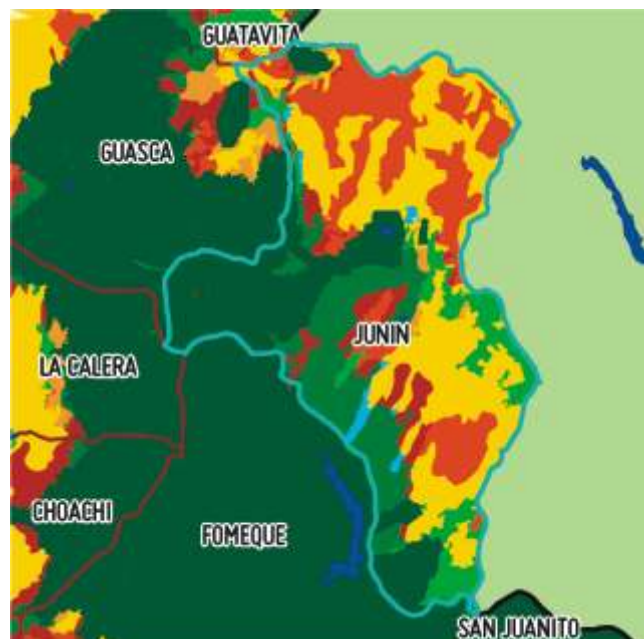 GUATAVITA
GUASCA
JUNIN
LA CALERA
CHOACHI
FOMEQUE
SAN JUANITO